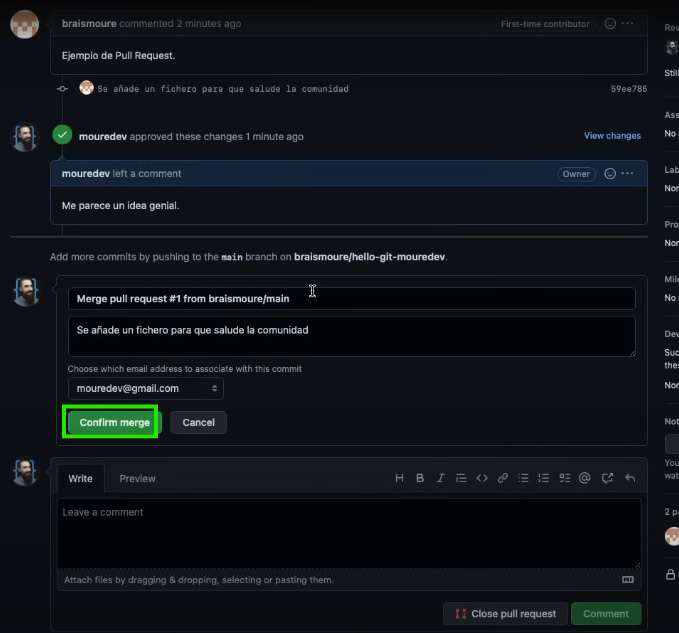 braismoure commented 2 minutes ago First-time contributor
Rev
Ejemplo de Pull Request.
Still
Se añade un fichero para que salude la comunidad 59ee785
Ass
No
mouredev approved these changes 1 minute ago View changes
Lab
mouredev left a comment Owner
Non
Me parece un idea genial.
Pro
Non
Add more commits by pushing to the main branch on braismoure/hello-git-mouredev.
Mile
Merge pull request #1 from braismoure/main
No
Se añade un fichero para que salude la comunidad
Dev
Suc
thes
Choose which email address to associate with this commit
mouredev@gmail.com
Non
Confirm merge Cancel
Not
You
wat
Write Preview
Leave a comment
2 pa
Attach files by dragging & dropping, selecting or pasting them.
Close pull request Comment